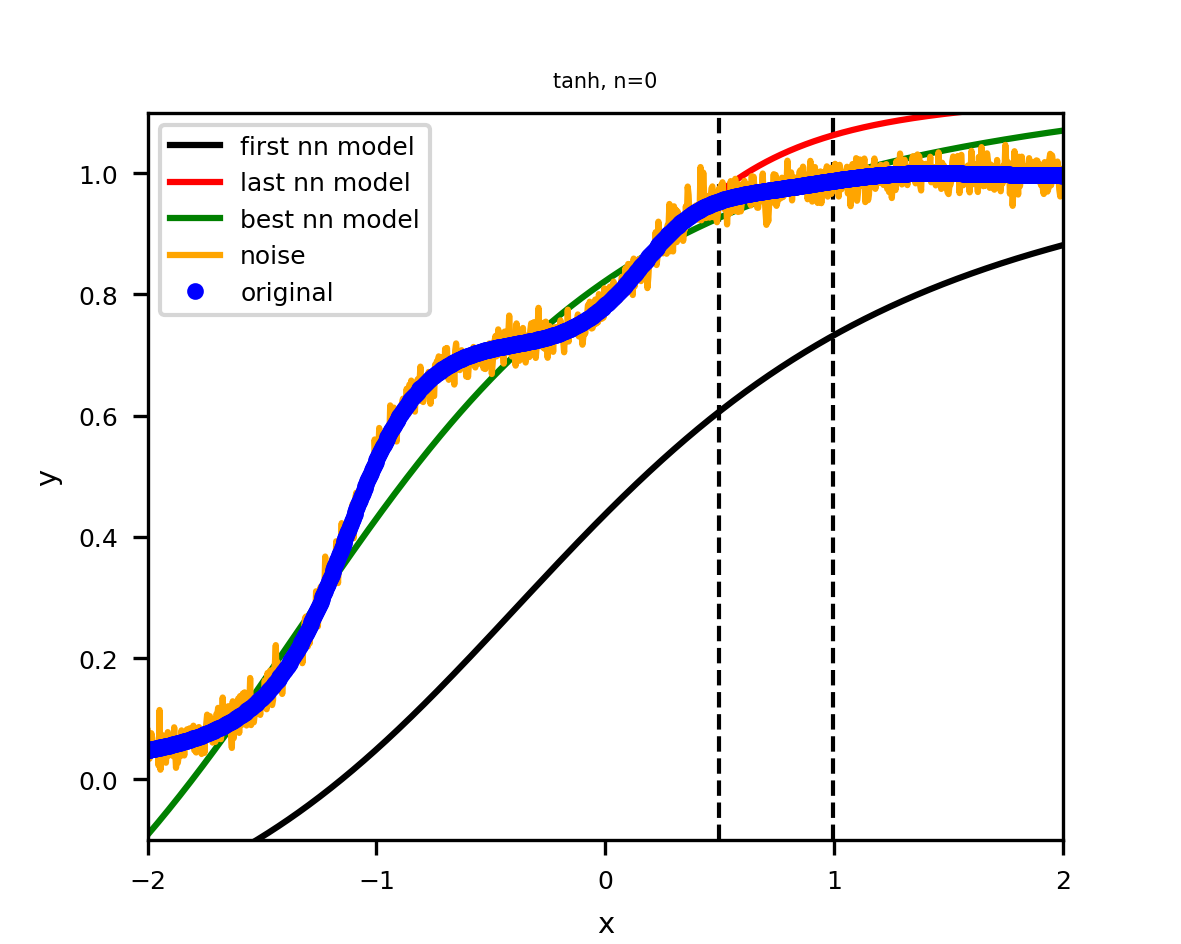 tanh, n=0
first nn model
last nn model
best nn model
noise
original
y
1.0
0.8
0.6
0.4
0.2
0.0
−2
−1
0
1
2
x